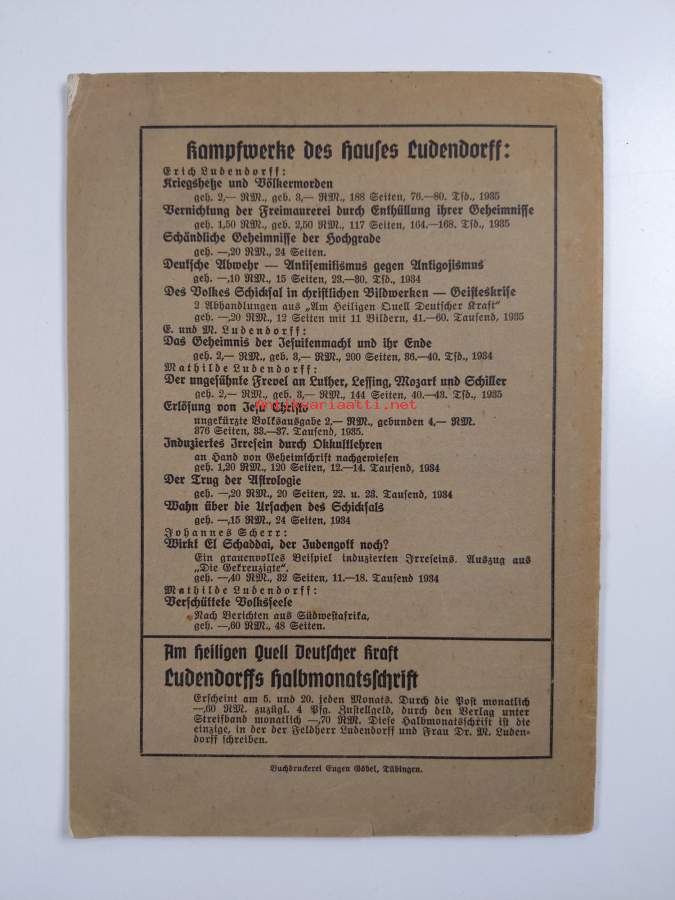 Kampfwerke des Hauses Ludendorff:
Erich Ludendorff:
Kriegshetze und Völkermorden
geh. 2,— RM., geb. 3,— RM., 188 Seiten, 76.—80. Tsd., 1935
Vernichtung der Freimaurerei durch Enthüllung ihrer Geheimnisse
geh. 1,50 RM., geb. 2,50 RM., 117 Seiten, 164.—168. Tsd., 1935
Schändliche Geheimnisse der Hochgrade
geh. —,20 RM., 24 Seiten.
Deutsche Abwehr — Antisemitismus gegen Antigojismus
geh. —,10 RM., 15 Seiten, 23.—30. Tsd., 1934
Des Volkes Schicksal in christlichen Bildwerken — Geisteskrise
2 Abhandlungen aus „Am Heiligen Quell Deutscher Kraft“
geh. —,20 RM., 12 Seiten mit 11 Bildern, 41.—60. Tausend, 1935
E. und M. Ludendorff:
Das Geheimnis der Jesuitenmacht und ihr Ende
geh. 2,— RM., geb. 3,— RM., 200 Seiten, 36.—40. Tsd., 1934
Mathilde Ludendorff:
Der ungesühnte Frevel an Luther, Lessing, Mozart und Schiller
geh. 2,— RM., geb. 3,— RM., 144 Seiten, 40.—43. Tsd., 1935
Erlösung von Jesu Christo
antikvariaatti.net
ungekürzte Volksausgabe 2,— RM., gebunden 4,— RM.
376 Seiten, 33.—37. Tausend, 1935.
Induziertes Irresein durch Okkultlehren
an Hand von Geheimschrift nachgewiesen
geh. 1,20 RM., 120 Seiten, 12.—14. Tausend, 1934
Der Trug der Astrologie
geh. —,20 RM., 20 Seiten, 22. u. 23. Tausend, 1934
Wahn über die Ursachen des Schicksals
geh. —,15 RM., 24 Seiten, 1934
Johannes Scherr:
Wirkt El Schaddai, der Judengott noch?
Ein grauenvolles Beispiel induzierten Irreseins. Auszug aus
„Die Gekreuzigte“.
geh. —,40 RM., 32 Seiten, 11.—18. Tausend 1934
Mathilde Ludendorff:
Verschüttete Volksseele
Nach Berichten aus Südwestafrika,
geh. —,60 RM., 48 Seiten.
Am Heiligen Quell Deutscher Kraft
Ludendorffs Halbmonatsschrift
Erscheint am 5. und 20. jeden Monats. Durch die Post monatlich
—,60 RM. zuzügl. 4 Pfg. Zustellgeld, durch den Verlag unter
Streifband monatlich —,70 RM. Diese Halbmonatsschrift ist die
einzige, in der der Feldherr Ludendorff und Frau Dr. M. Luden-
dorff schreiben.
Buchdruckerei Eugen Göbel, Tübingen.